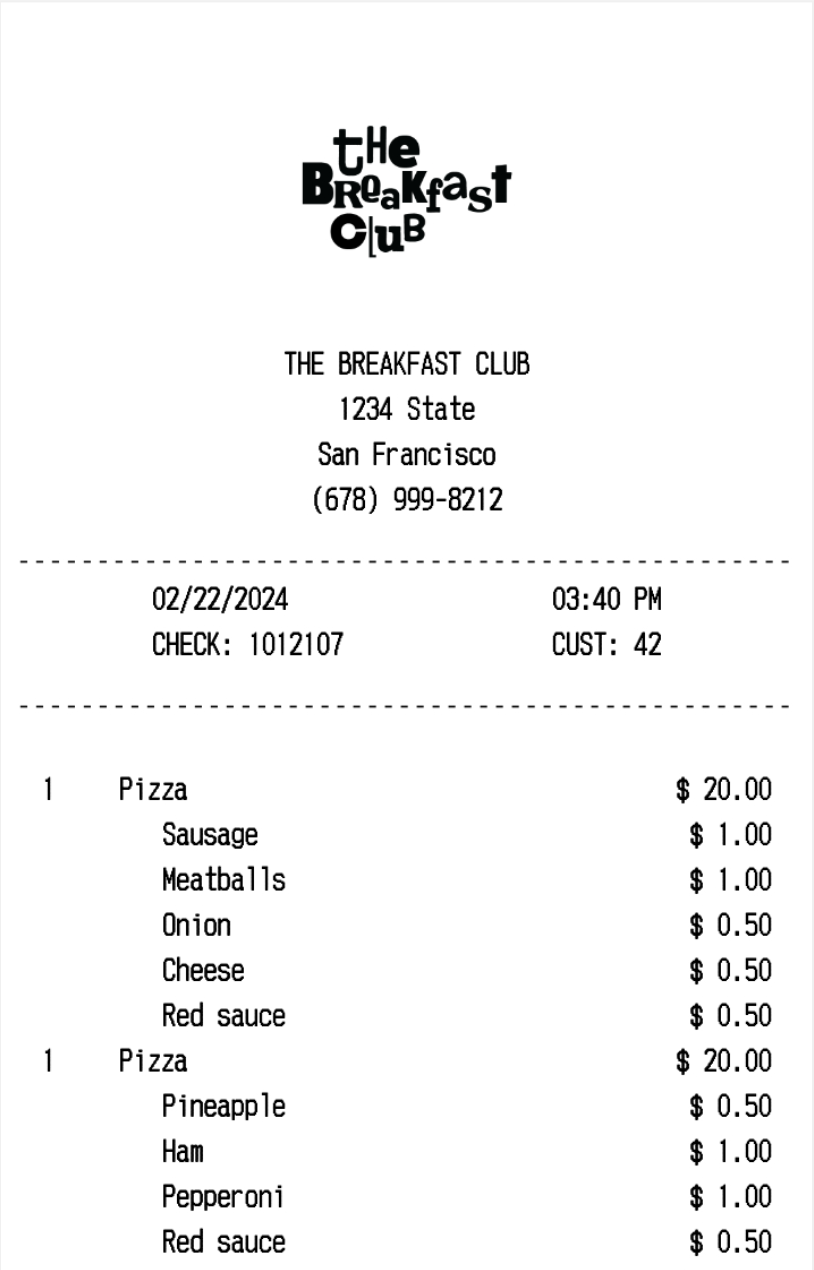 tHe
BReaKfast
CluB
THE BREAKFAST CLUB
1234 State
San Francisco
(678) 999-8212
------------------------------------------------
02/22/2024 03:40 PM
CHECK: 1012107 CUST: 42
------------------------------------------------
1 Pizza $ 20.00
Sausage $ 1.00
Meatballs $ 1.00
Onion $ 0.50
Cheese $ 0.50
Red sauce $ 0.50
1 Pizza $ 20.00
Pineapple $ 0.50
Ham $ 1.00
Pepperoni $ 1.00
Red sauce $ 0.50